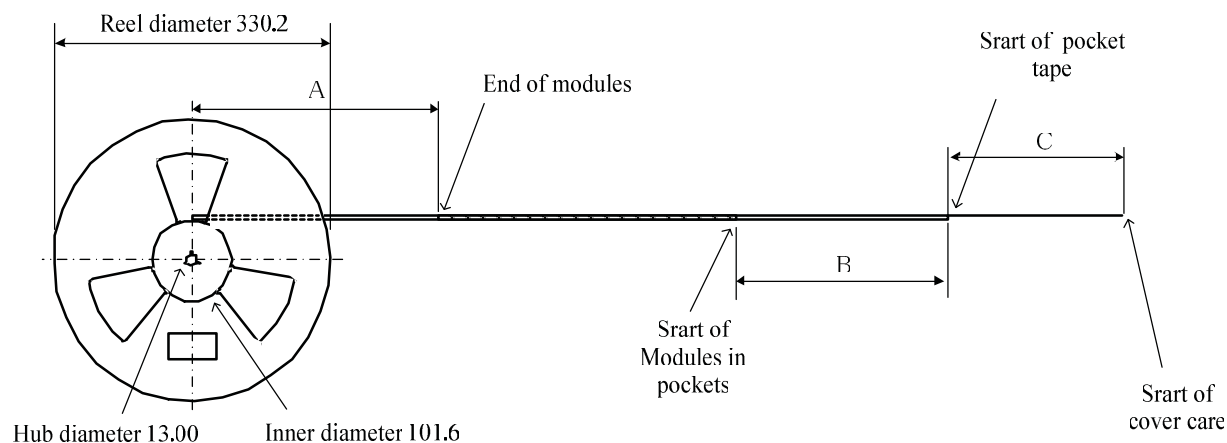 Reel diameter 330.2
Srart of pocket
tape
A
End of modules
C
B
Srart of
Modules in
pockets
Srart of
cover care
Hub diameter 13.00
Inner diameter 101.6